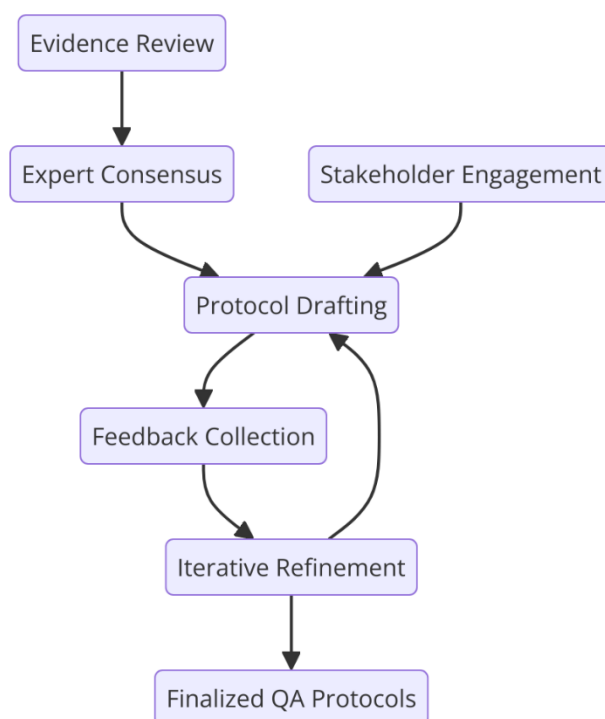 Evidence Review
Expert Consensus
Stakeholder Engagement
Protocol Drafting
Feedback Collection
Iterative Refinement
Finalized QA Protocols